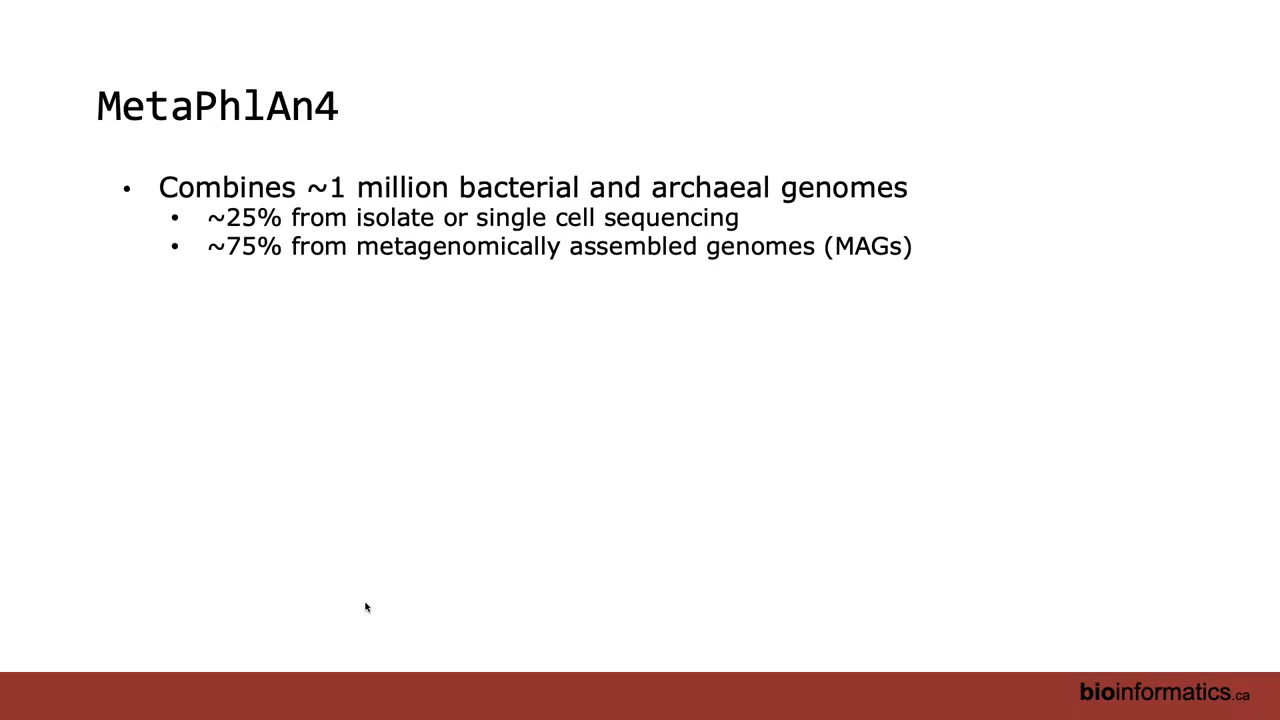 MetaPhlAn4
• Combines ~1 million bacterial and archaeal genomes
• ~25% from isolate or single cell sequencing
• ~75% from metagenomically assembled genomes (MAGs)
bioinformatics.ca